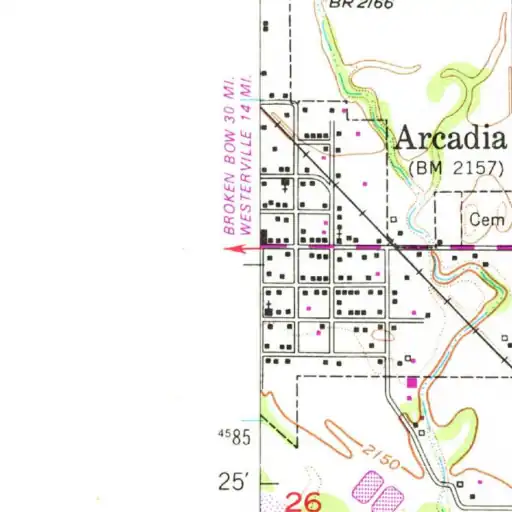 BR 2166
BROKEN BOW 30 MI.
WESTERVILLE 14 MI.
Arcadia
(BM 2157)
Cem
4585
2150
25'
26